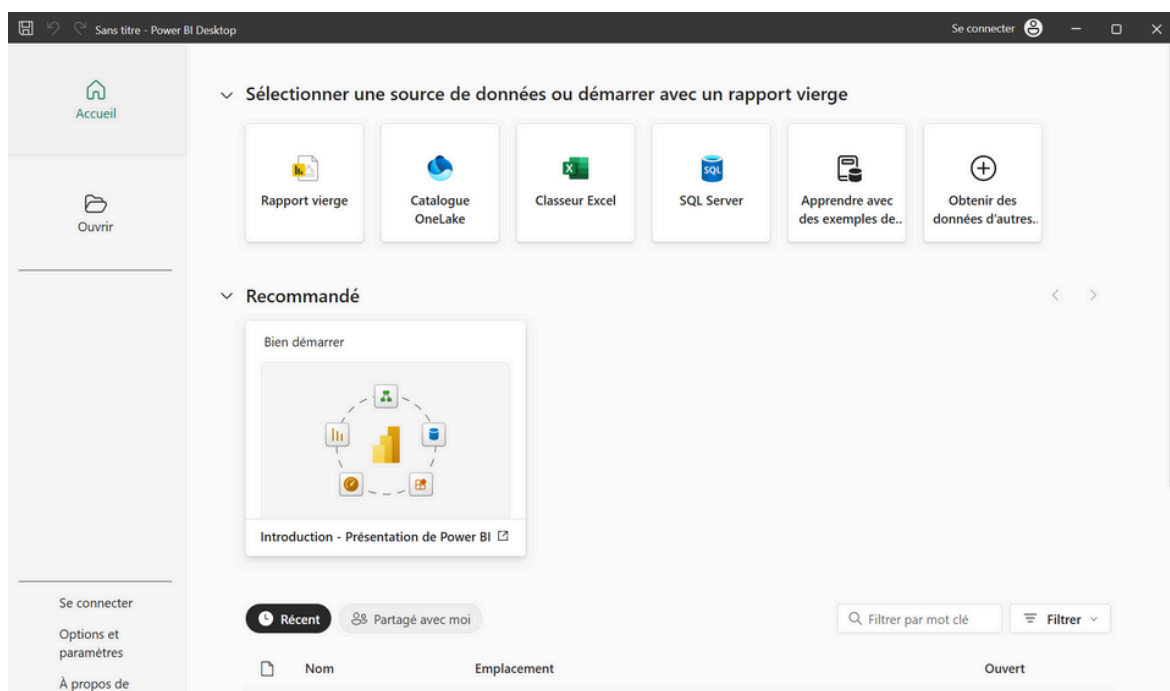 Sans titre - Power BI Desktop
Se connecter
Accueil
Ouvrir
Sélectionner une source de données ou démarrer avec un rapport vierge
Rapport vierge
Catalogue
OneLake
Classeur Excel
SQL
SQL Server
Apprendre avec
des exemples de..
Obtenir des
données d'autres..
Recommandé
Bien démarrer
Introduction - Présentation de Power BI
Récent
Partagé avec moi
Filtrer par mot clé
Filtrer
Nom
Emplacement
Ouvert
Se connecter
Options et
paramètres
À propos de